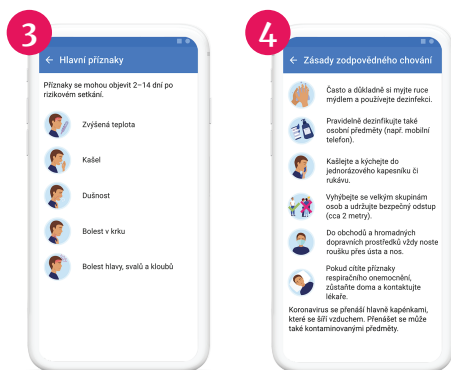 3
← Hlavní příznaky
Příznaky se mohou objevit 2–14 dní po
rizikovém setkání.
Zvýšená teplota
Kašel
Dušnost
Bolest v krku
Bolest hlavy, svalů a kloubů
4
← Zásady zodpovědného chování
Často a důkladně si myjte ruce
mýdlem a používejte dezinfekci.
Pravidelně dezinfikujte také
osobní předměty (např. mobilní
telefon).
Kašlejte a kýchejte do
jednorázového kapesníku či
rukávu.
Vyhýbejte se velkým skupinám
osob a udržujte bezpečný odstup
(cca 2 metry).
Do obchodů a hromadných
dopravních prostředků vždy noste
roušku přes ústa a nos.
Pokud cítíte příznaky
respiračního onemocnění,
zůstaňte doma a kontaktujte
lékaře.
Koronavirus se přenáší hlavně kapénkami,
které se šíří vzduchem. Přenášet se může
také kontaminovanými předměty.